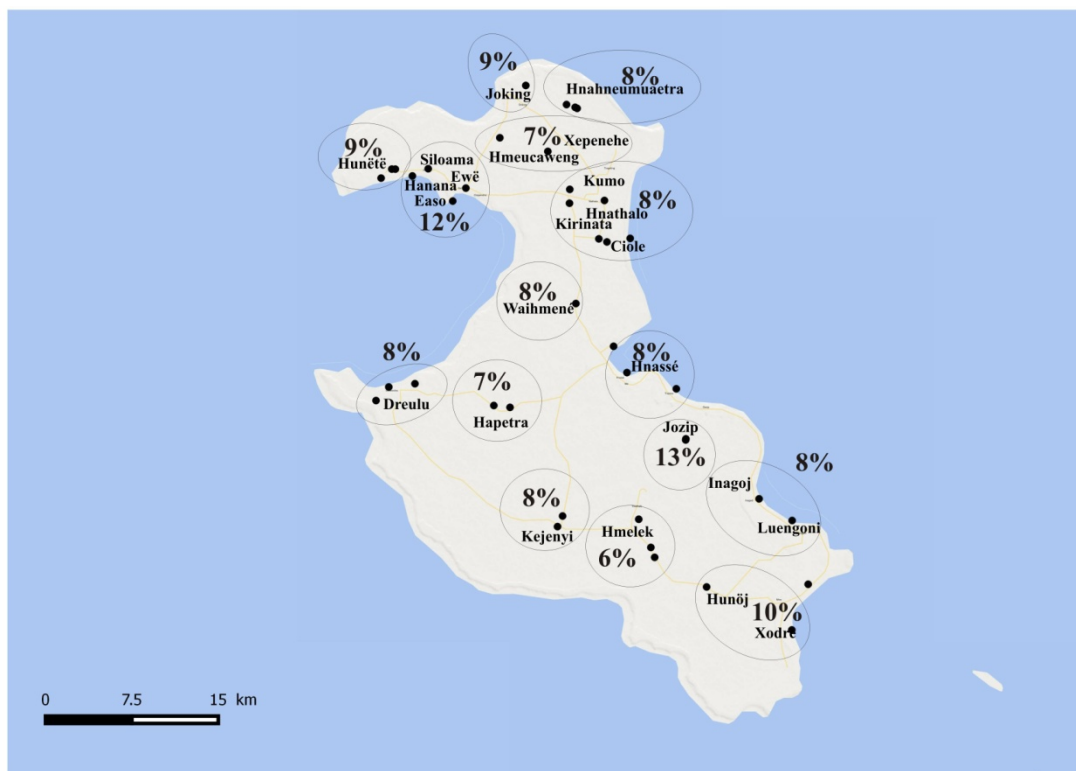 9%
Joking
8%
Hnahneumuaetra
9%
Hunëtë
7%
Xepenehe
Hmeucaweng
Siloama
Ewë
Hanana
Easo
12%
Kumo
Hnathalo
8%
Kirinata
Ciole
8%
Waihmené
8%
Hnassé
8%
Dreulu
7%
Hapetra
Jozip
13%
8%
Inagoj
Luengoni
8%
Kejenyi
Hmelek
6%
Hunöj
10%
Xodre
0 7.5 15 km